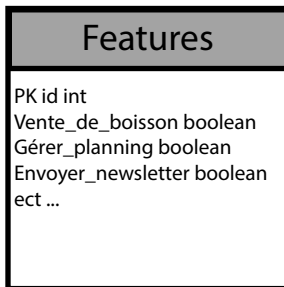 Features
PK id int
Vente_de_boisson boolean
Gérer_planning boolean
Envoyer_newsletter boolean
ect ...